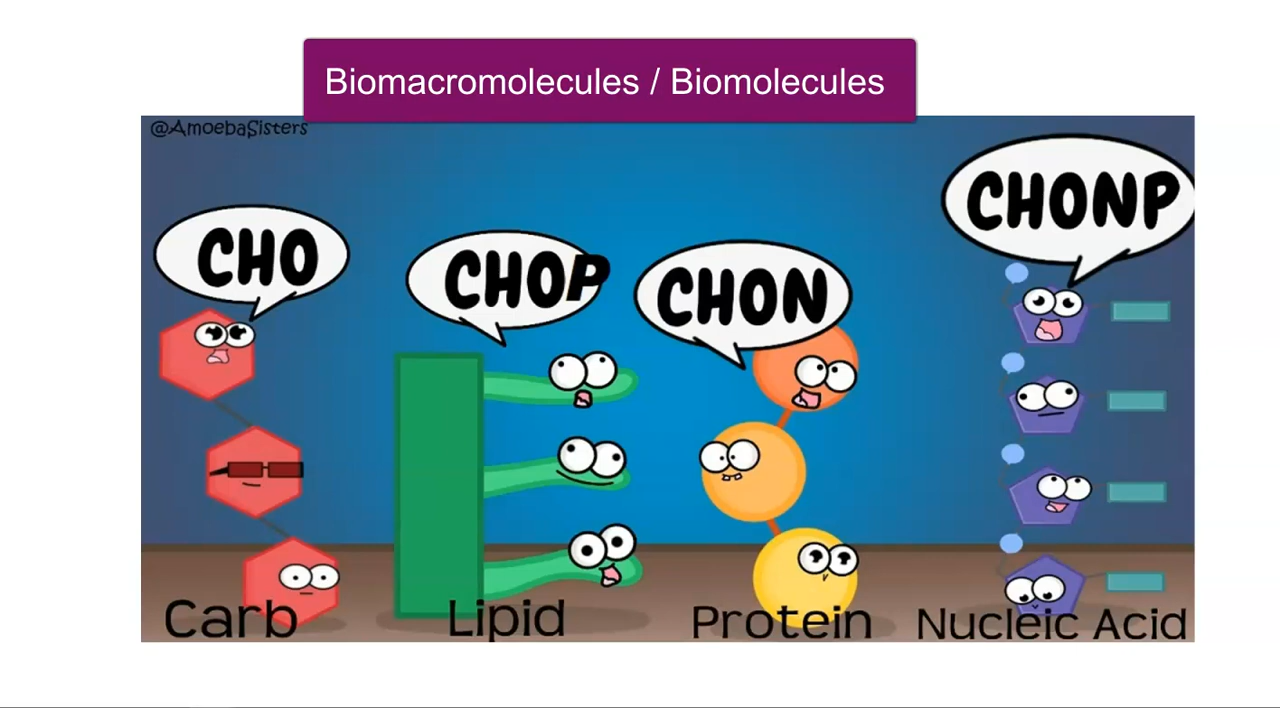 Biomacromolecules / Biomolecules
@AmoebaSisters
CHO
CHOP
CHON
CHONP
Carb
Lipid
Protein
Nucleic Acid